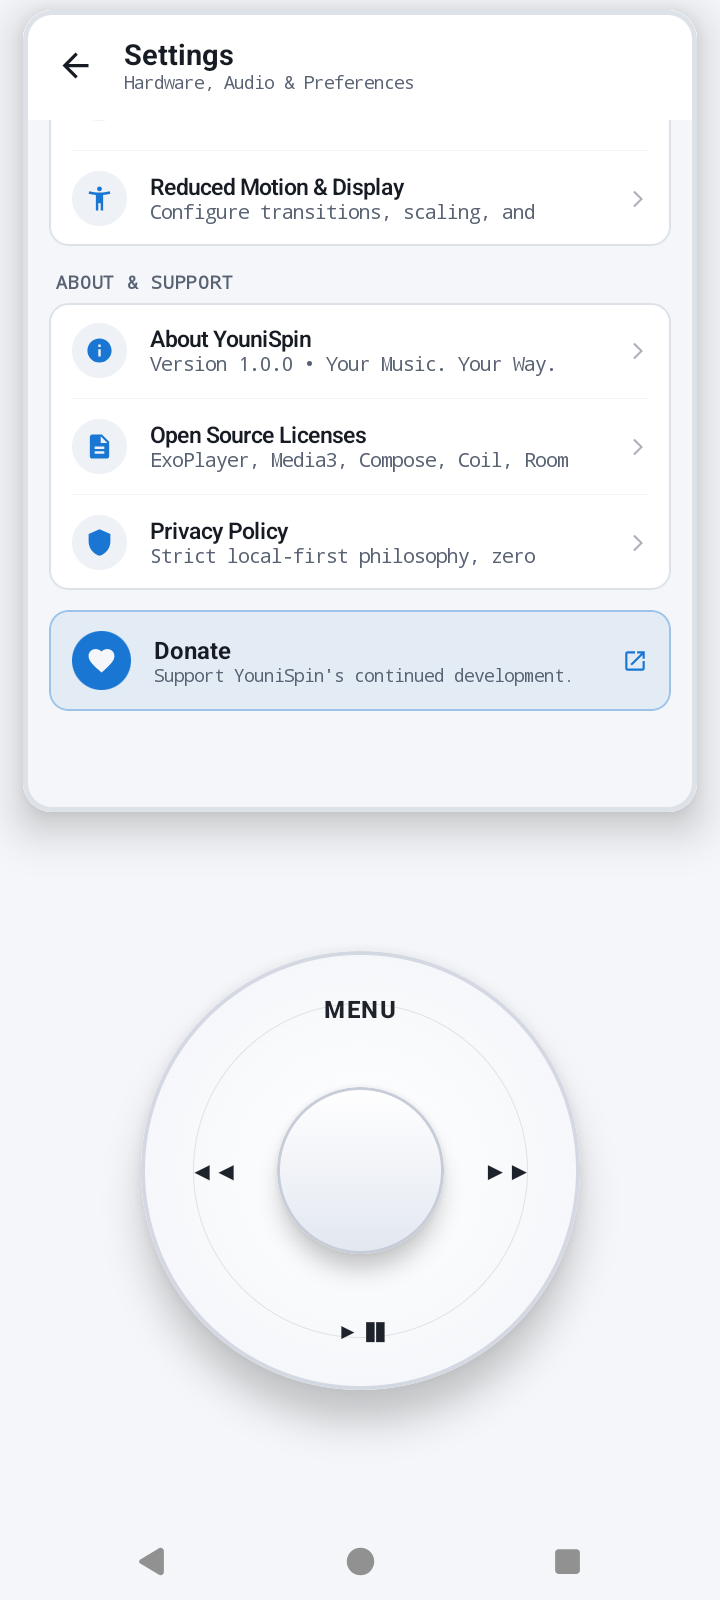 Settings
Hardware, Audio & Preferences
Reduced Motion & Display
Configure transitions, scaling, and
ABOUT & SUPPORT
About YouniSpin
Version 1.0.0 • Your Music. Your Way.
Open Source Licenses
ExoPlayer, Media3, Compose, Coil, Room
Privacy Policy
Strict local-first philosophy, zero
Donate
Support YouniSpin's continued development.
MENU